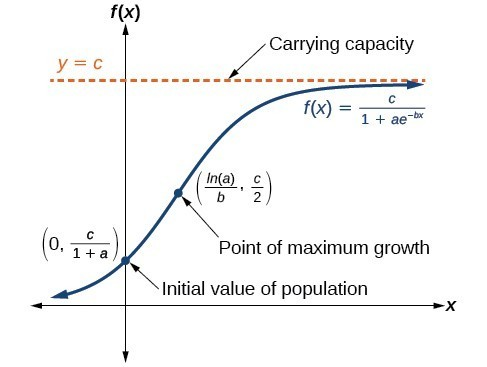 f(x)
Carrying capacity
y = c
f(x) = c / (1 + ae^{-bx})
(ln(a)/b, c/2)
(0, c/(1 + a))
Point of maximum growth
Initial value of population
x